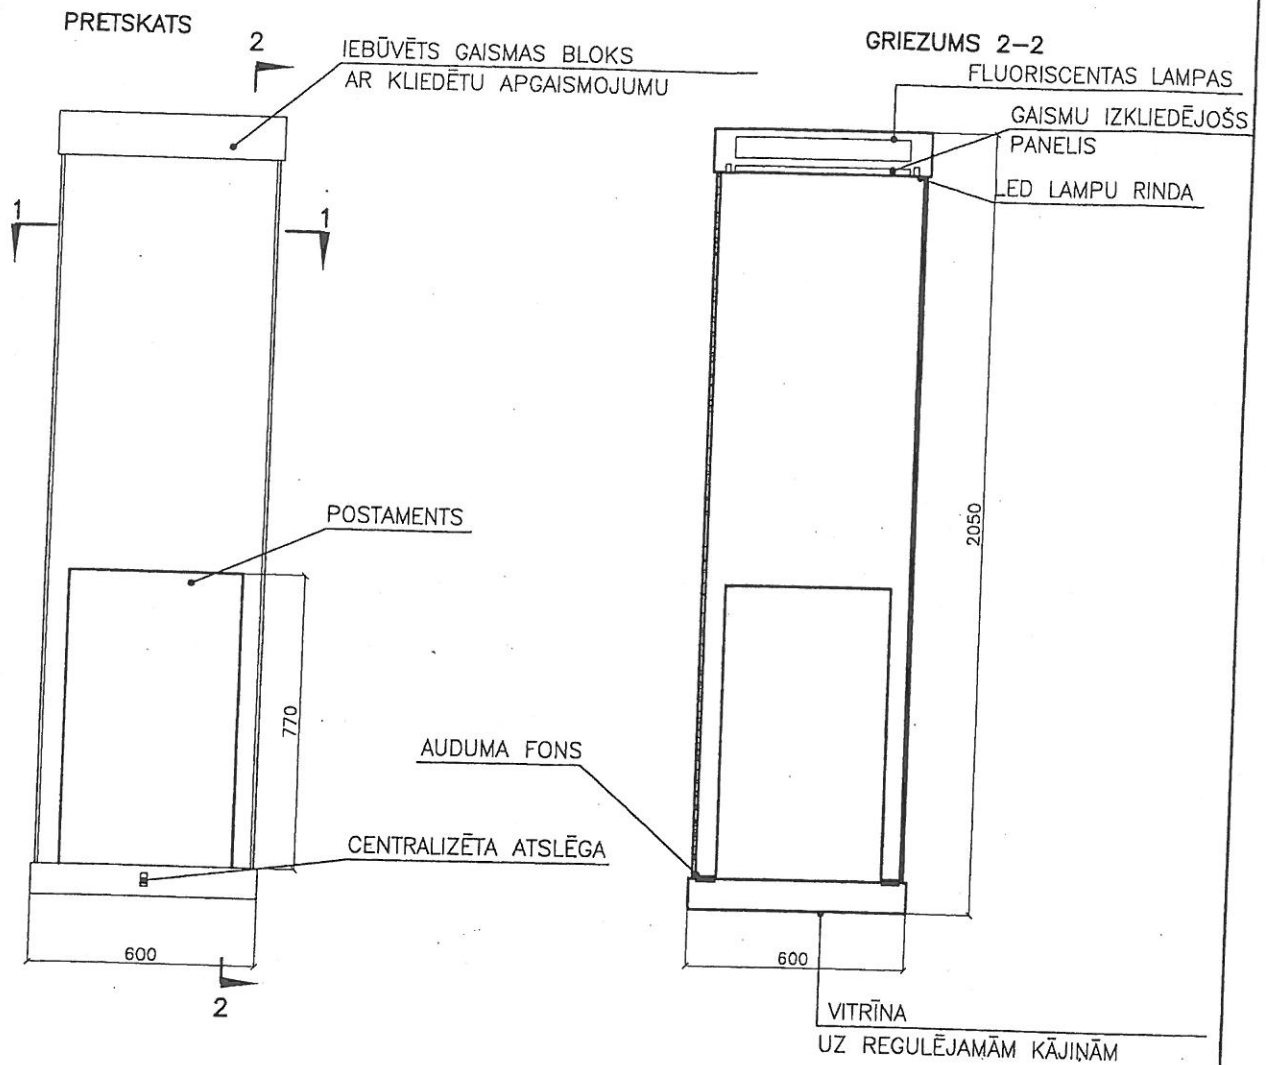 PRETSKATS
2
IEBŪVĒTS GAISMAS BLOKS
AR KLIEDĒTU APGAISMOJUMU
1
1
POSTAMENTS
770
CENTRALIZĒTA ATSLĒGA
600
2
GRIEZUMS 2-2
FLUORISCENTAS LAMPAS
GAISMU IZKLIEDĒJOŠS
PANELIS
LED LAMPU RINDA
2050
AUDUMA FONS
600
VITRĪNA
UZ REGULĒJAMĀM KĀJIŅĀM